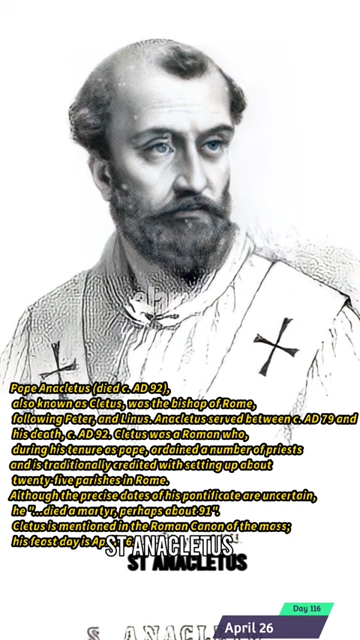 Pope Anacletus (died c. AD 92),
also known as Cletus, was the bishop of Rome,
following Peter, and Linus. Anacletus served between c. AD 79 and
his death, c. AD 92. Cletus was a Roman who,
during his tenure as pope, ordained a number of priests
and is traditionally credited with setting up about
twenty-five parishes in Rome.
Although the precise dates of his pontificate are uncertain,
he "...died a martyr, perhaps about 91".
Cletus is mentioned in the Roman Canon of the mass;
his feast day is April 26.
ST ANACLETUS
ST ANACLETUS
Day 116
April 26
S. ANACLETUS